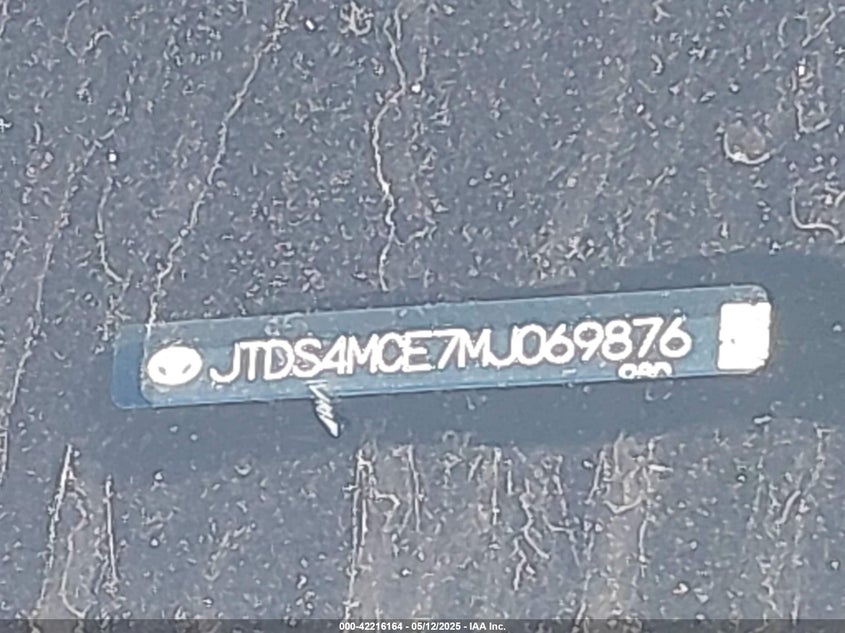 JTDS4MCE7MJ069876
000-42216164 - 05/12/2025 - IAA Inc.